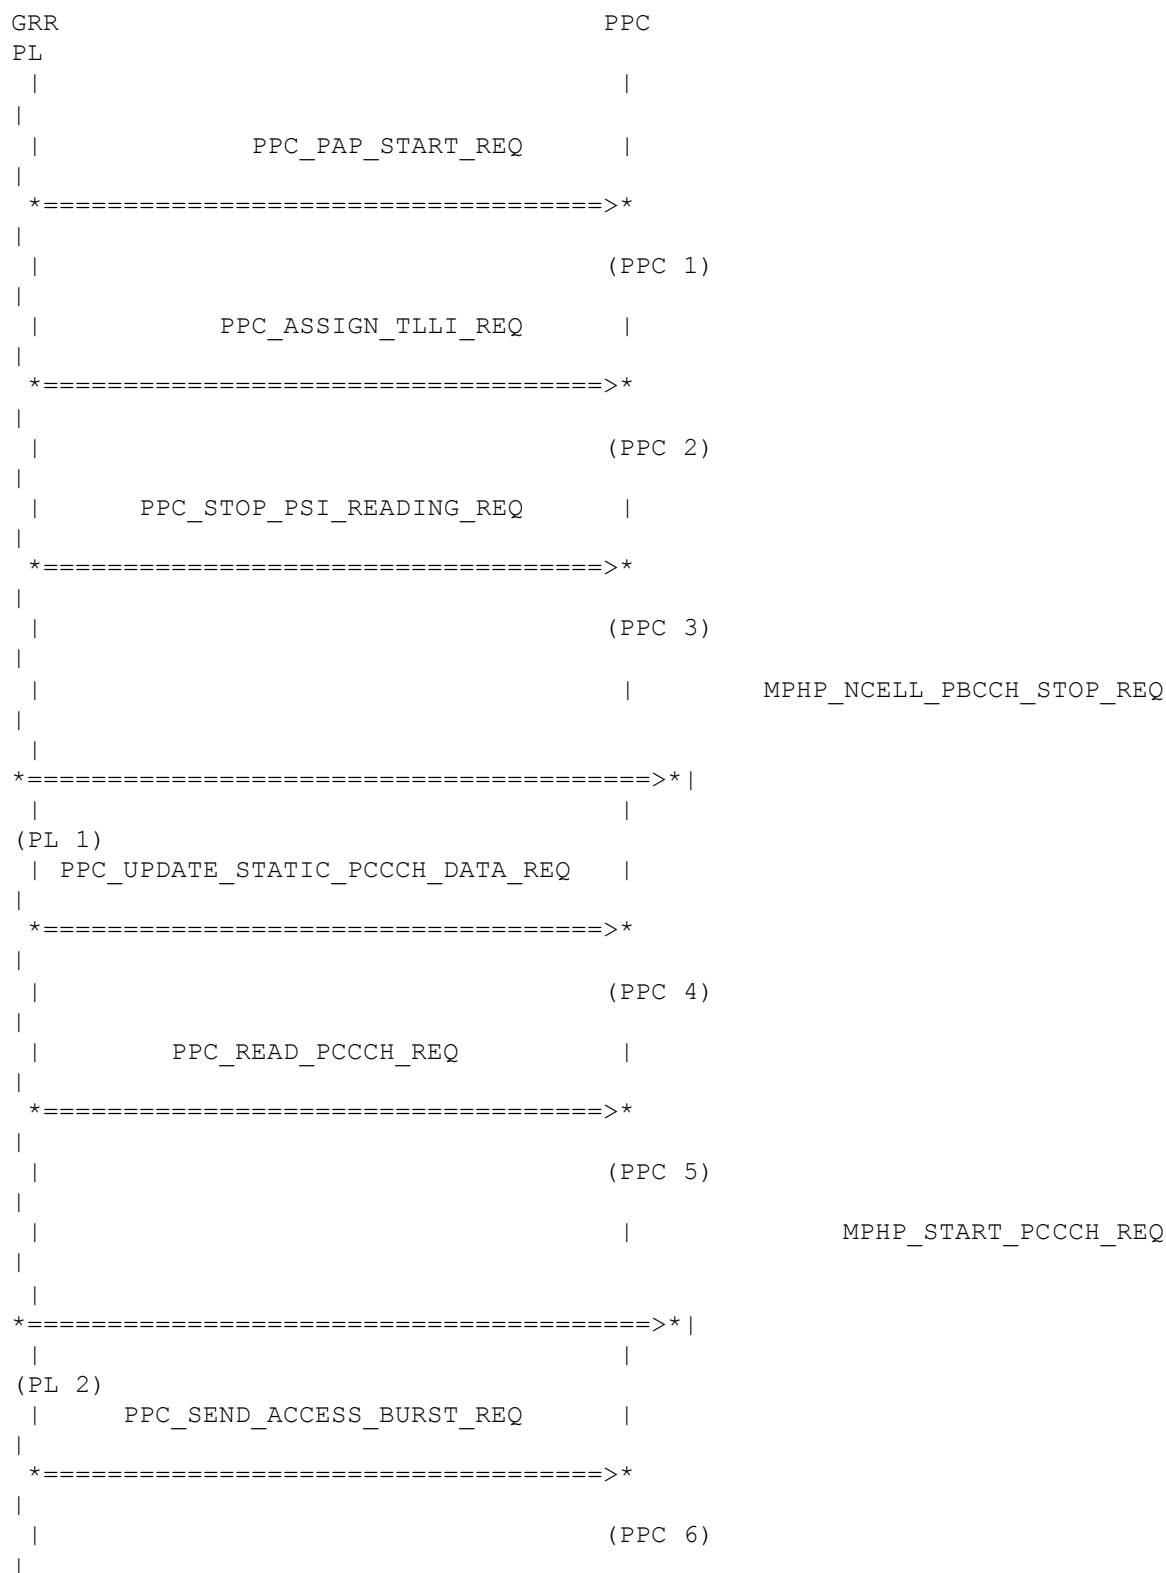 GRR                                  PPC
PL
 |                                    |
|
 |             PPC_PAP_START_REQ      |
|
 *===================================>*
|
 |                                   (PPC 1)
|
 |           PPC_ASSIGN_TLLI_REQ      |
|
 *===================================>*
|
 |                                   (PPC 2)
|
 |      PPC_STOP_PSI_READING_REQ      |
|
 *===================================>*
|
 |                                   (PPC 3)
|
 |                                    |        MPHP_NCELL_PBCCH_STOP_REQ
|
 |
*=======================================>*|
 |                                    |
(PL 1)
 | PPC_UPDATE_STATIC_PCCCH_DATA_REQ   |
|
 *===================================>*
|
 |                                   (PPC 4)
|
 |        PPC_READ_PCCCH_REQ          |
|
 *===================================>*
|
 |                                   (PPC 5)
|
 |                                    |             MPHP_START_PCCCH_REQ
|
 |
*=======================================>*|
 |                                    |
(PL 2)
 |     PPC_SEND_ACCESS_BURST_REQ      |
|
 *===================================>*
|
 |                                   (PPC 6)
|